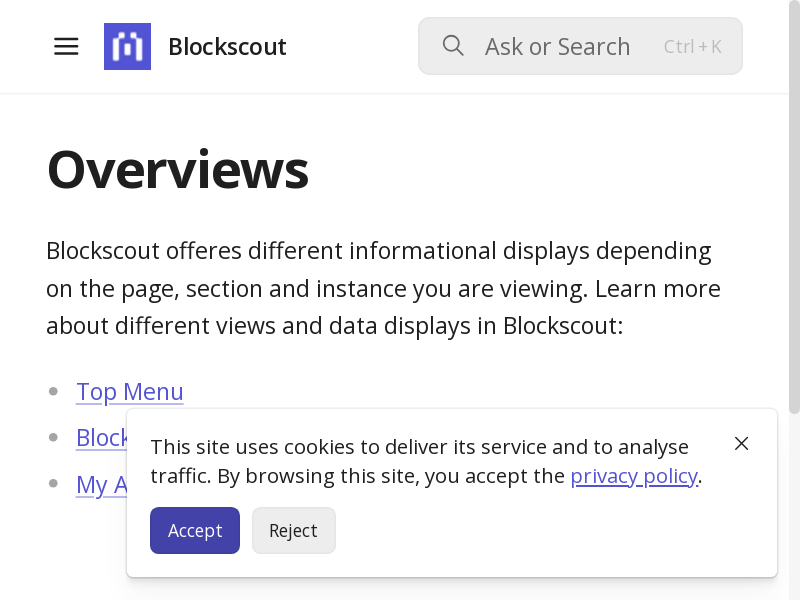 Blockscout
Ask or Search
Ctrl + K
Overviews
Blockscout offeres different informational displays depending
on the page, section and instance you are viewing. Learn more
about different views and data displays in Blockscout:
Top Menu
My
This site uses cookies to deliver its service and to analyse
traffic. By browsing this site, you accept the privacy policy.
Accept
Reject